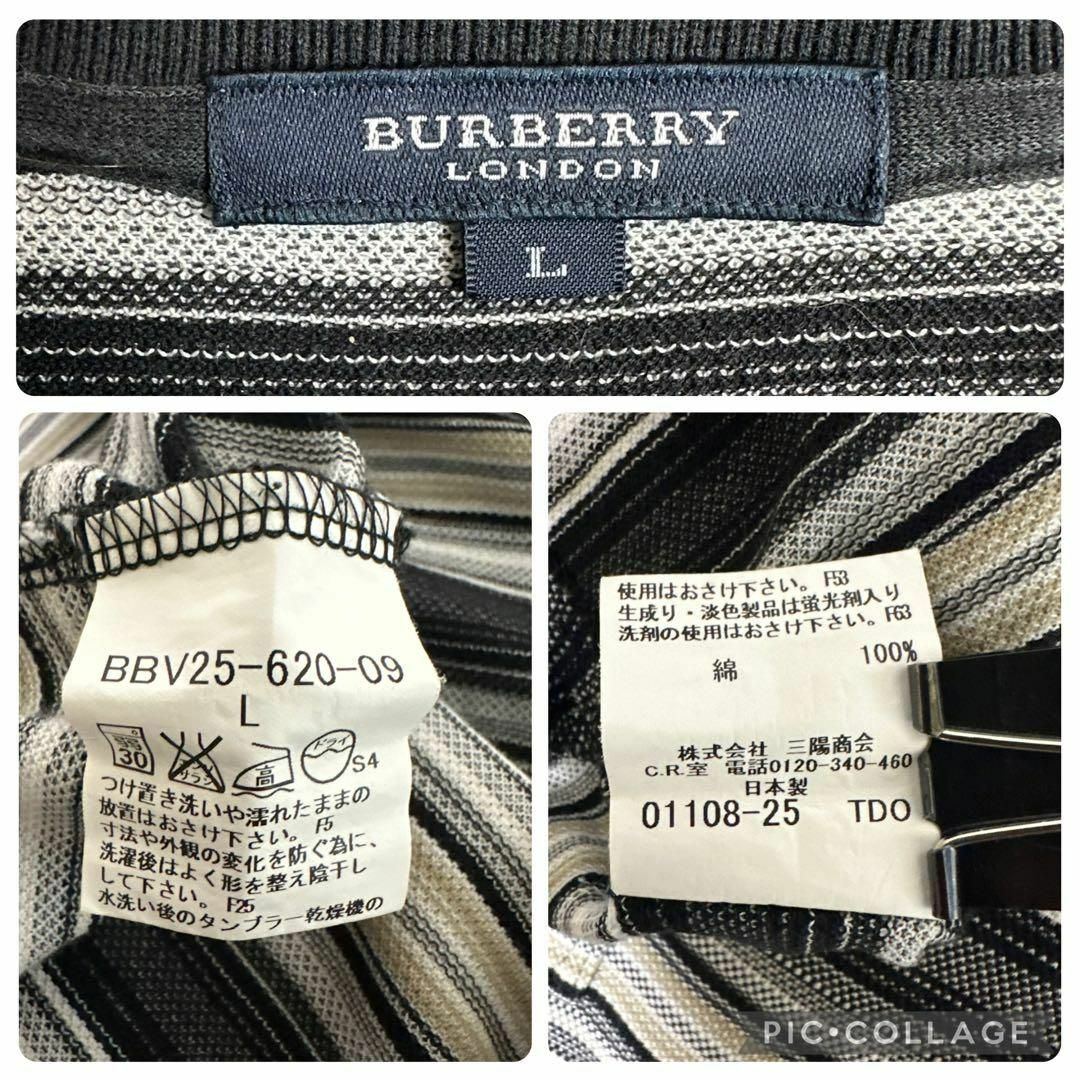 BURBERRY
LONDON
L
BBV25-620-09
L
弱
30
高
ドライ
S4
つけ置き洗いや濡れたままの
放置はおさけ下さい。 F5
寸法や外観の変化を防ぐ為に、
洗濯後はよく形を整え陰干し
して下さい。 F25
水洗い後のタンブラー乾燥機の
使用はおさけ下さい。 F53
生成り・淡色製品は蛍光剤入り
洗剤の使用はおさけ下さい。F63
綿 100%
株式会社 三陽商会
C.R.室 電話0120-340-460
日本製
01108-25 TDO
PIC•COLLAGE